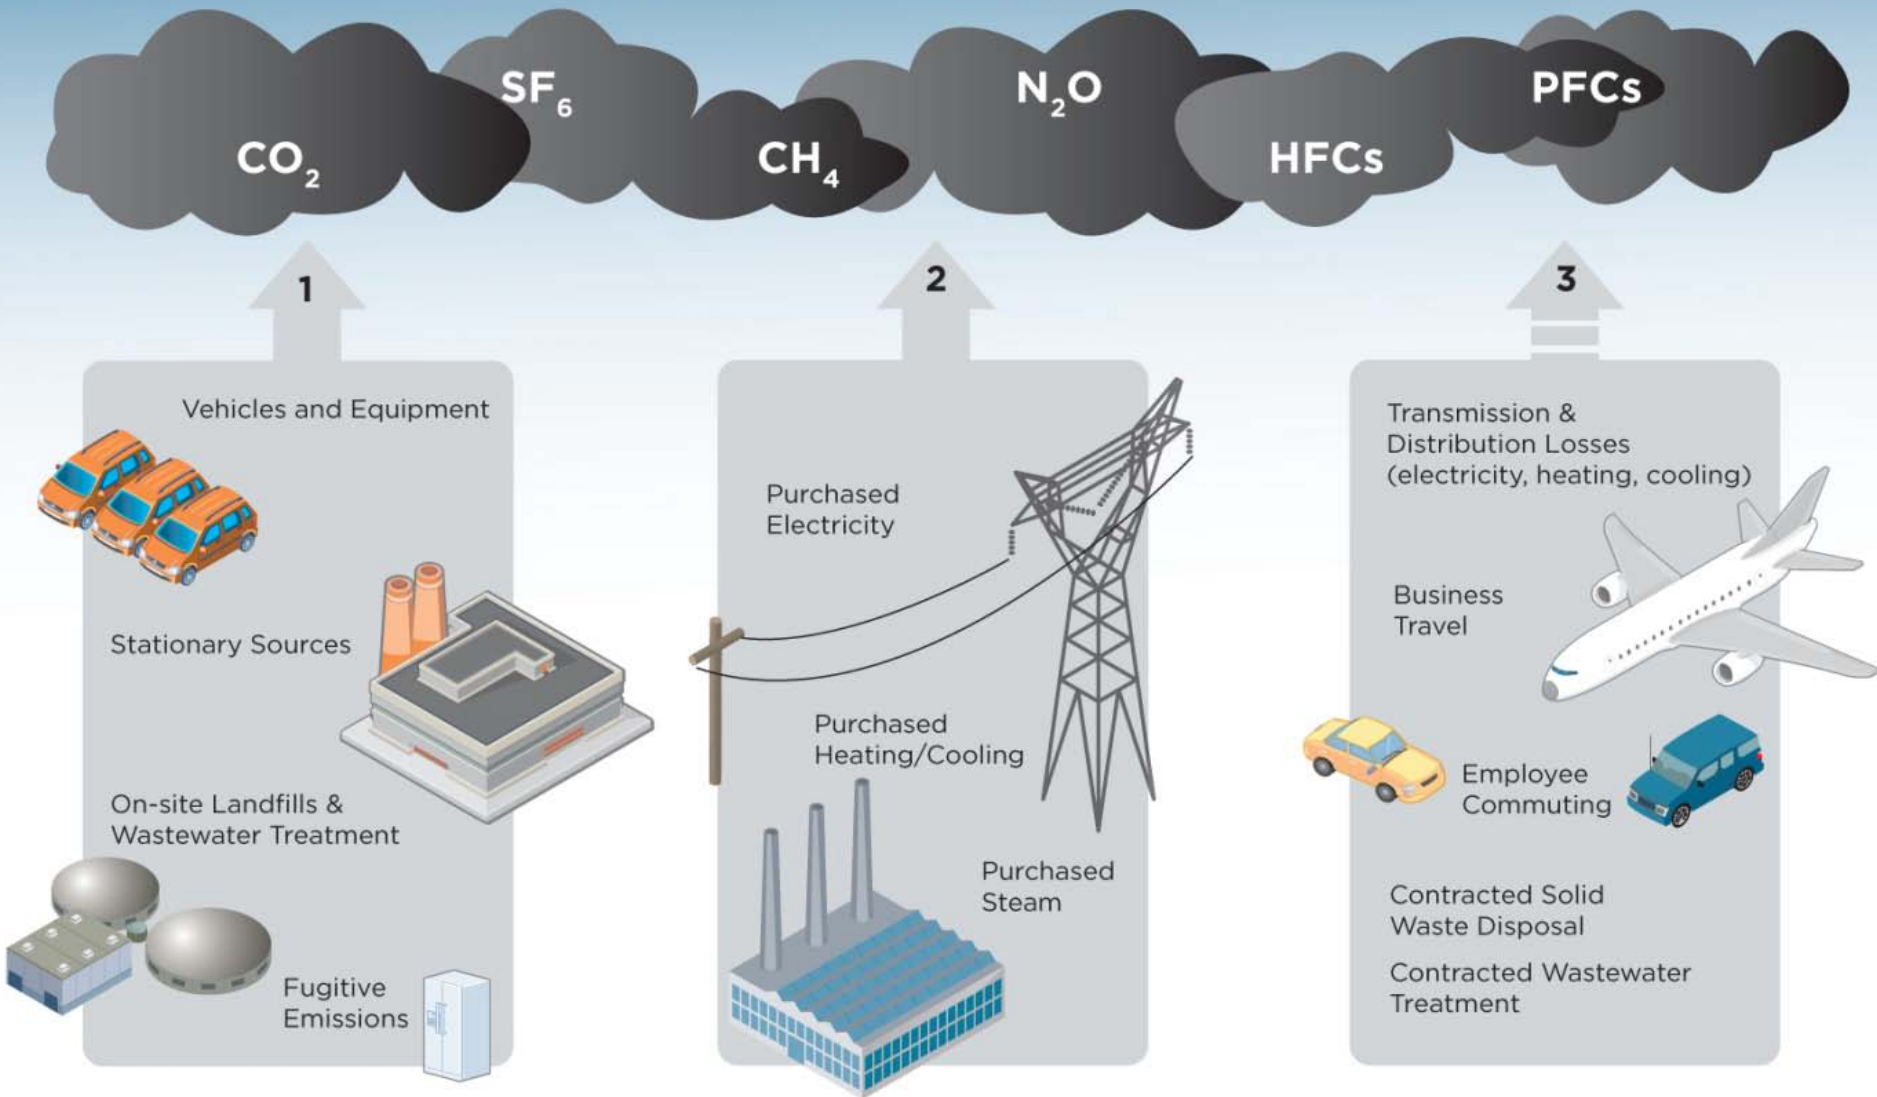 SF₆
N₂O
PFCs
CO₂
CH₄
HFCs
1
2
3
Vehicles and Equipment
Stationary Sources
On-site Landfills &
Wastewater Treatment
Fugitive
Emissions
Purchased
Electricity
Purchased
Heating/Cooling
Purchased
Steam
Transmission &
Distribution Losses
(electricity, heating, cooling)
Business
Travel
Employee
Commuting
Contracted Solid
Waste Disposal
Contracted Wastewater
Treatment